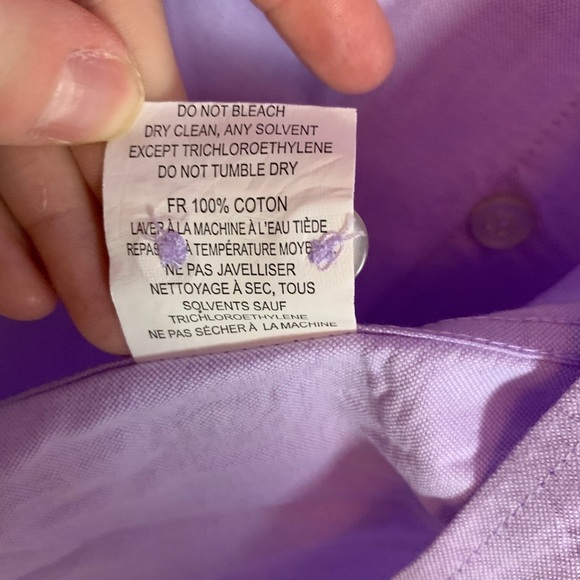 DO NOT BLEACH
DRY CLEAN, ANY SOLVENT
EXCEPT TRICHLOROETHYLENE
DO NOT TUMBLE DRY
FR 100% COTON
LAVER À LA MACHINE À L'EAU TIÈDE
À TEMPÉRATURE
NE PAS JAVELLISER
NETTOYAGE À SEC, TOUS
SOLVENTS SAUF
TRICHLOROETHYLENE
NE PAS SÈCHER À LA MACHINE